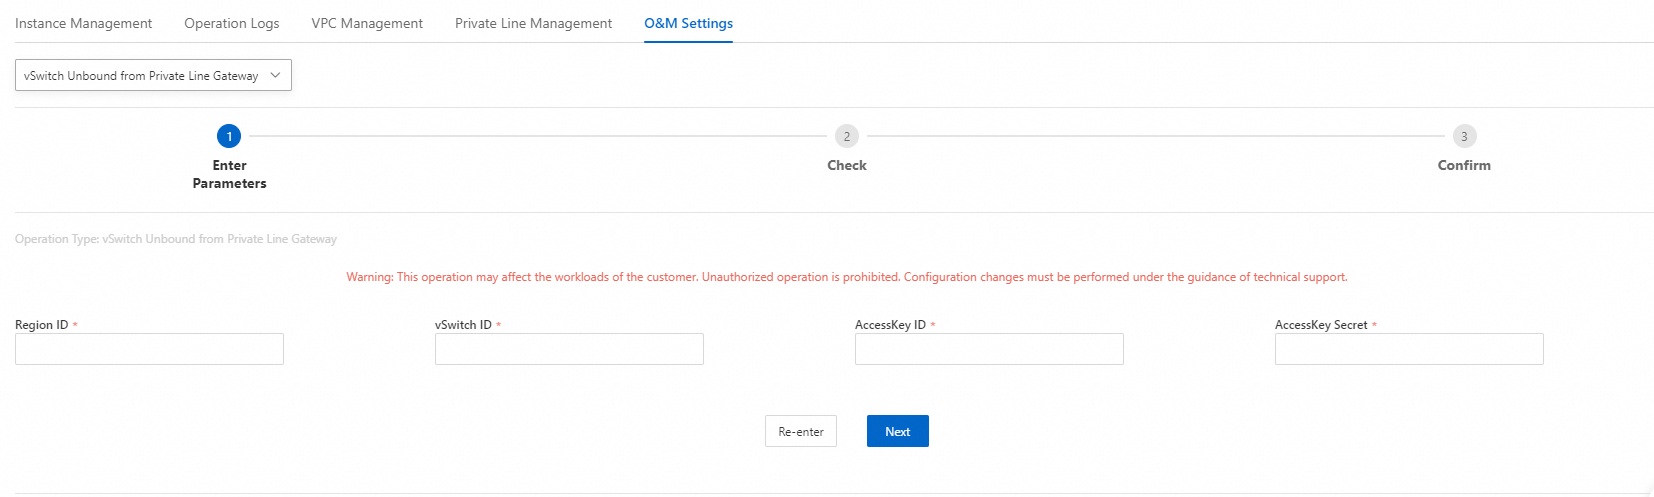 Instance Management Operation Logs VPC Management Private Line Management O&M Settings
vSwitch Unbound from Private Line Gateway
1 2 3
Enter Parameters
Check
Confirm
Operation Type: vSwitch Unbound from Private Line Gateway
Warning: This operation may affect the workloads of the customer. Unauthorized operation is prohibited. Configuration changes must be performed under the guidance of technical support.
Region ID * vSwitch ID * AccessKey ID * AccessKey Secret *
Re-enter Next